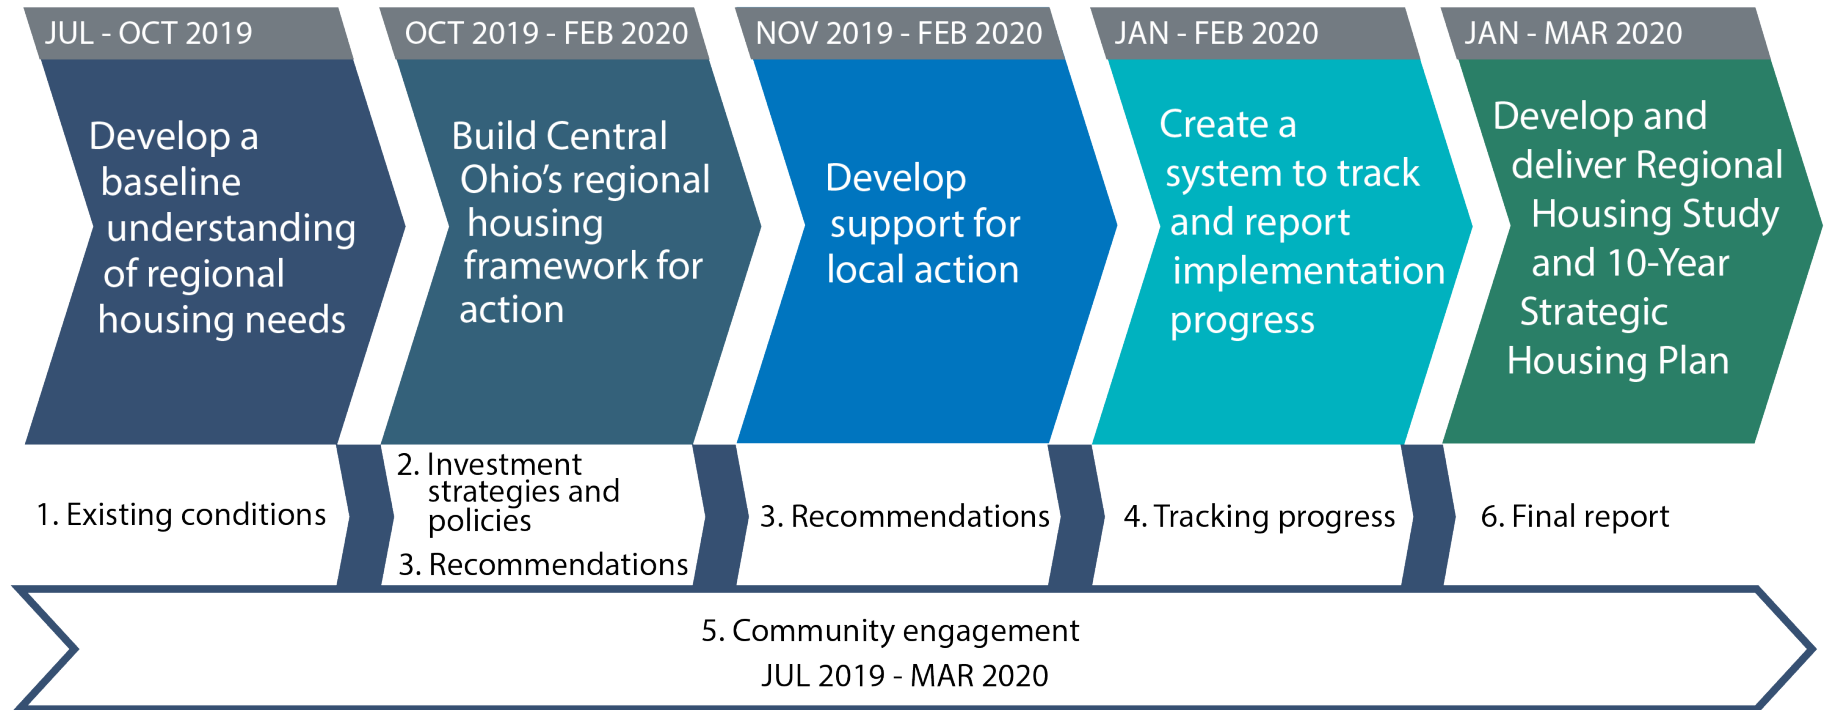 JUL - OCT 2019
Develop a
baseline
understanding
of regional
housing needs
1. Existing conditions
OCT 2019 - FEB 2020
Build Central
Ohio’s regional
housing
framework for
action
2. Investment
strategies and
policies
3. Recommendations
NOV 2019 - FEB 2020
Develop
support for
local action
3. Recommendations
JAN - FEB 2020
Create a
system to track
and report
implementation
progress
4. Tracking progress
JAN - MAR 2020
Develop and
deliver Regional
Housing Study
and 10-Year
Strategic
Housing Plan
6. Final report
5. Community engagement
JUL 2019 - MAR 2020